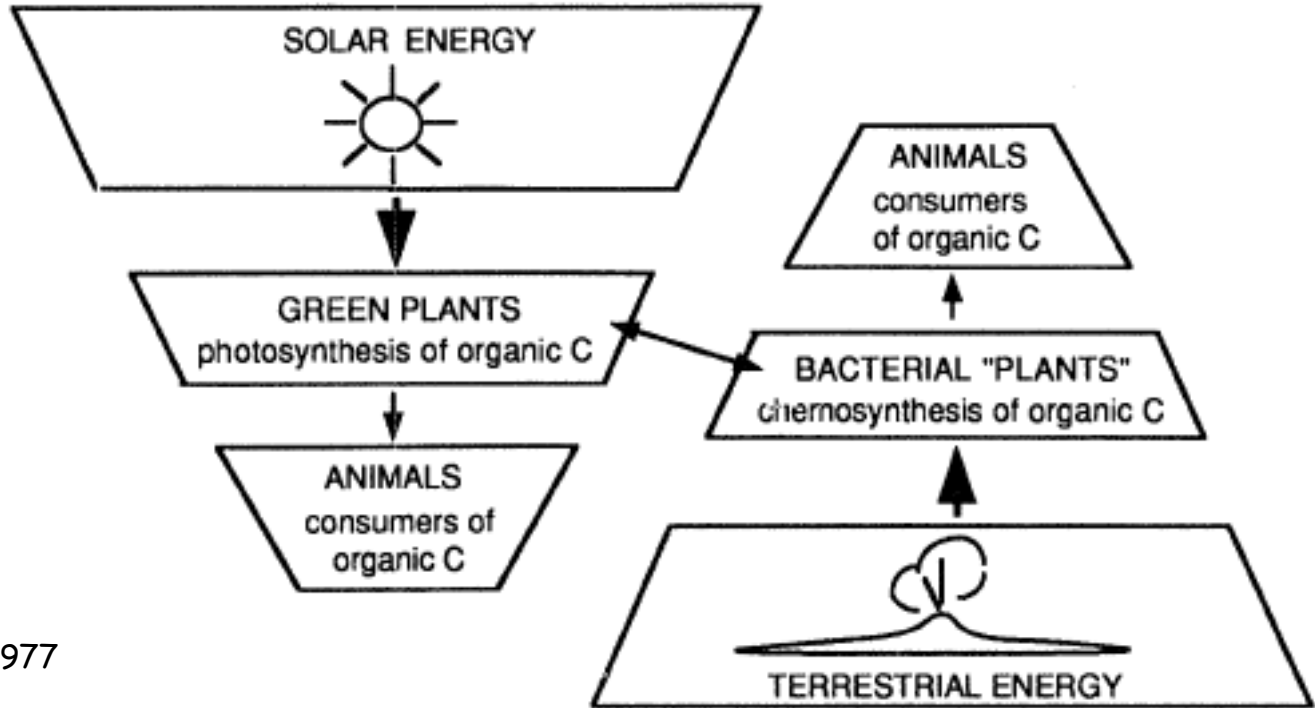 SOLAR ENERGY
GREEN PLANTS
photosynthesis of organic C
ANIMALS
consumers of
organic C
ANIMALS
consumers
of organic C
BACTERIAL "PLANTS"
chemosynthesis of organic C
TERRESTRIAL ENERGY
977